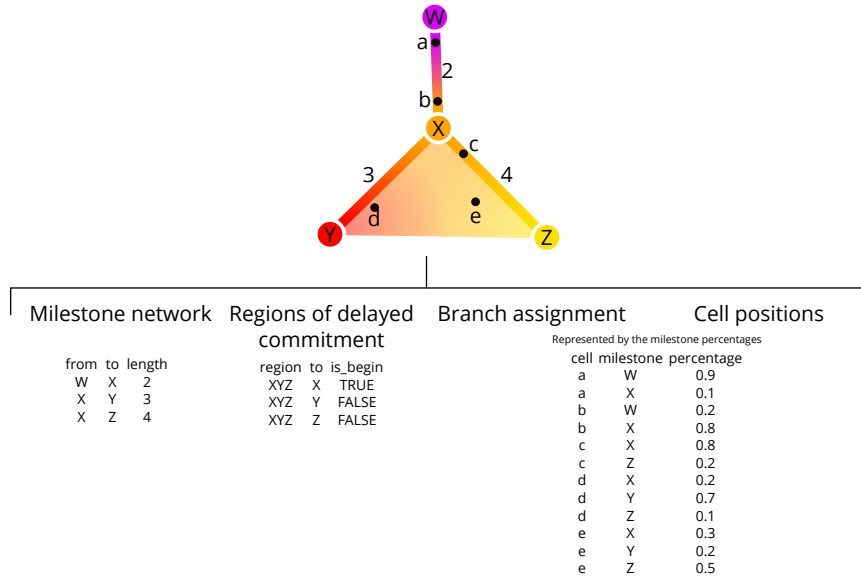 W
a
2
b
X
c
3
4
d
e
Y
Z
Milestone network
from to length
W X 2
X Y 3
X Z 4
Regions of delayed
commitment
region to is_begin
XYZ X TRUE
XYZ Y FALSE
XYZ Z FALSE
Branch assignment
Cell positions
Represented by the milestone percentages
cell milestone percentage
a W 0.9
a X 0.1
b W 0.2
b X 0.8
c X 0.8
c Z 0.2
d X 0.2
d Y 0.7
d Z 0.1
e X 0.3
e Y 0.2
e Z 0.5